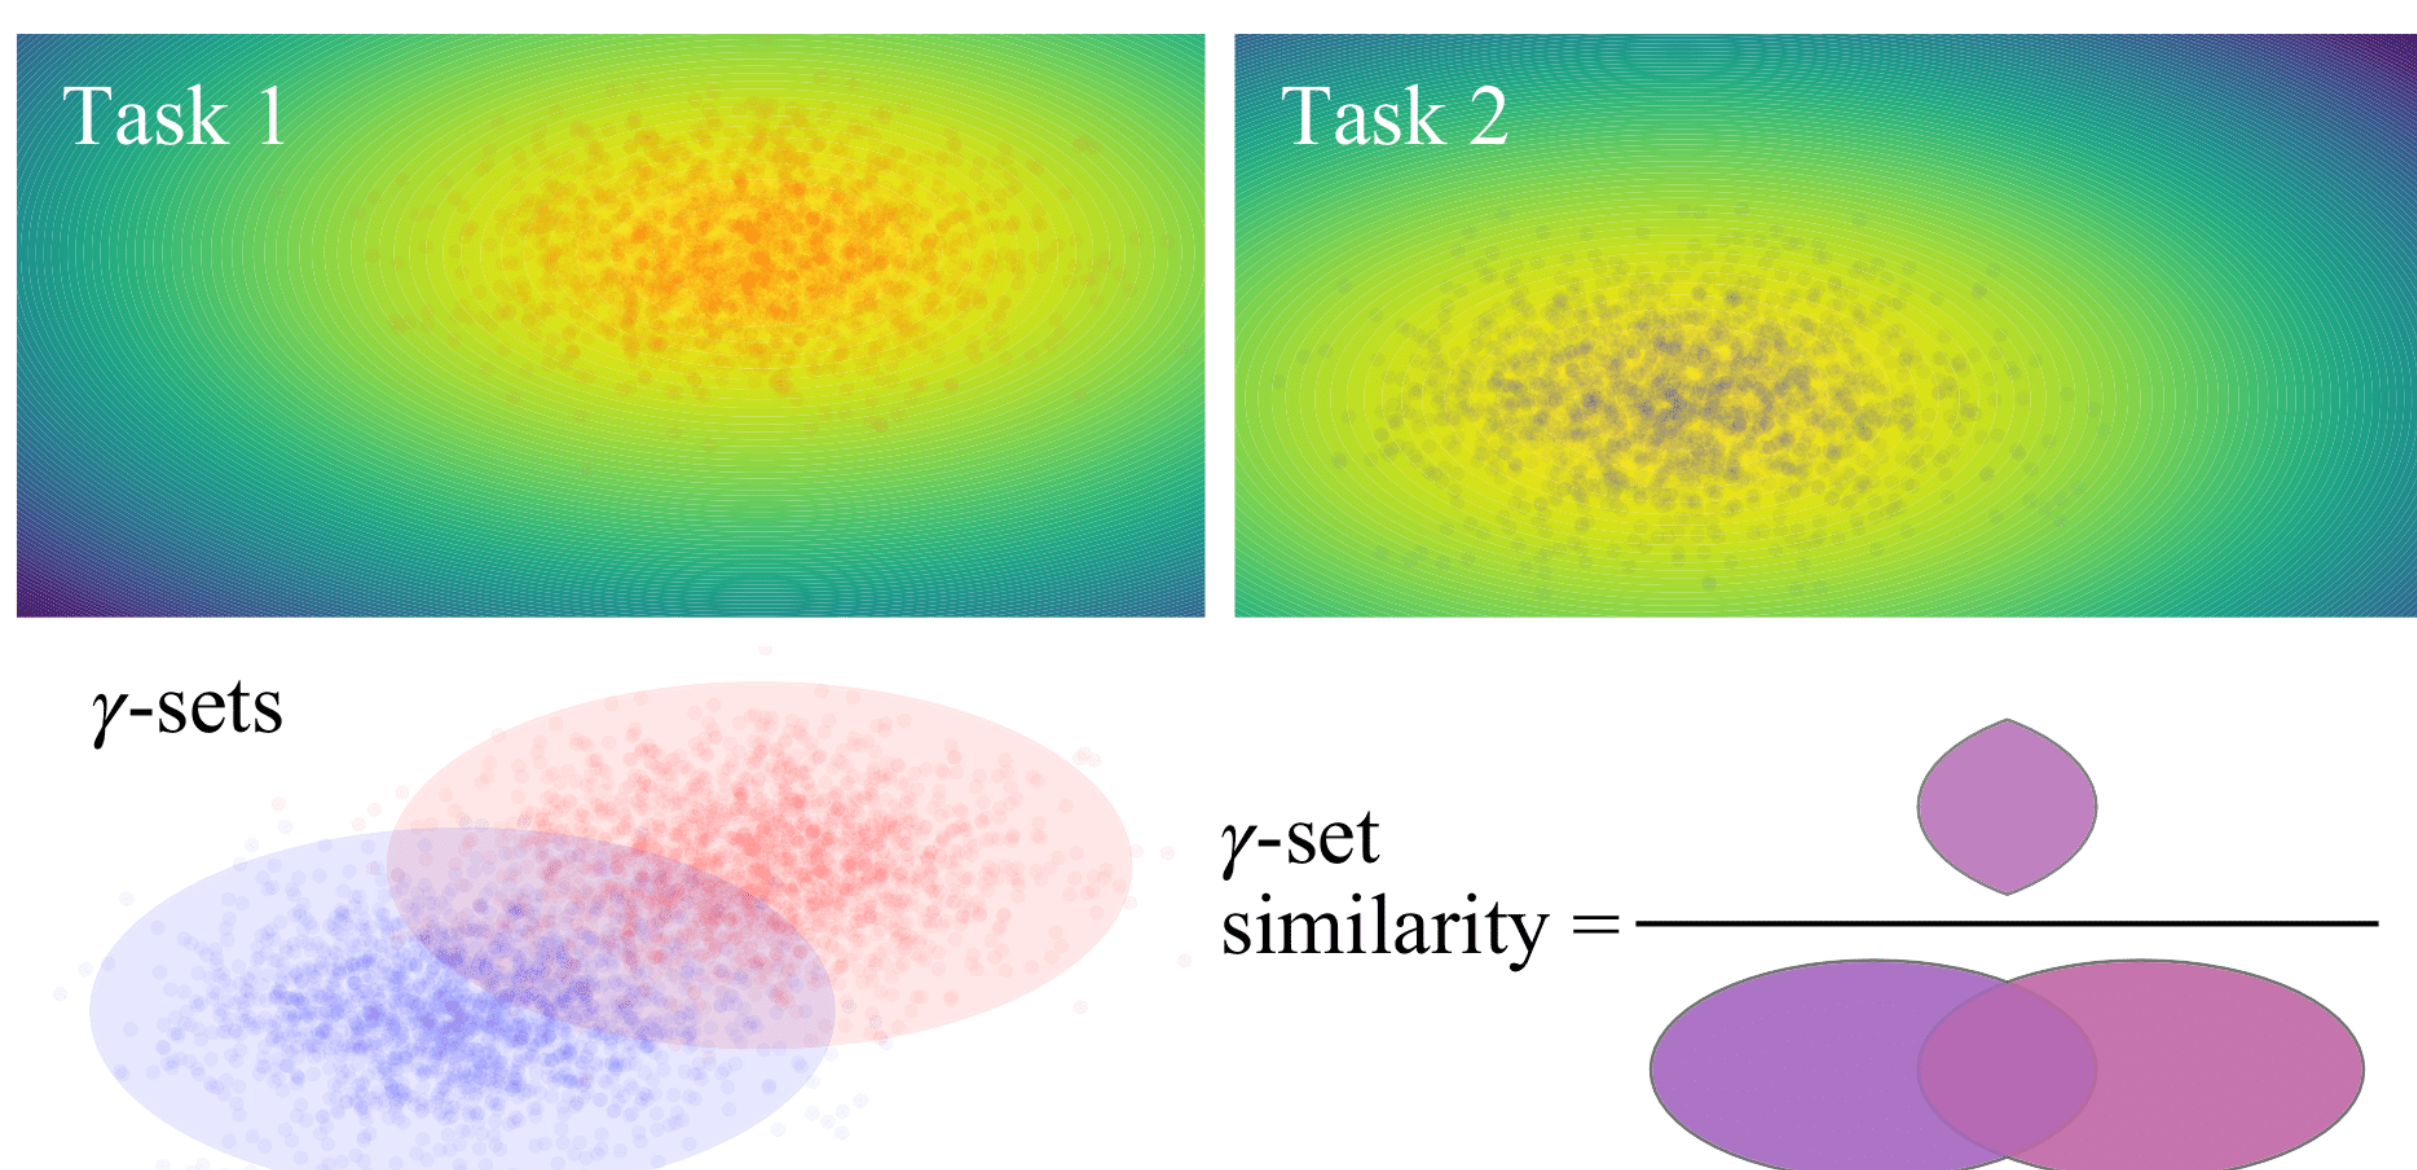 Task 1
Task 2
γ-sets
γ-set
similarity =